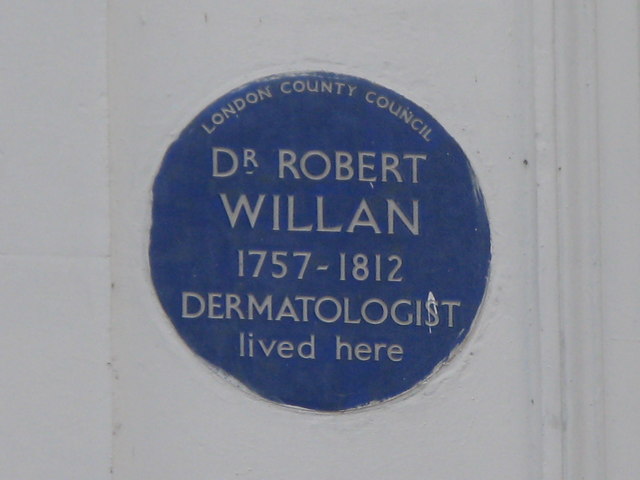 LONDON COUNTY COUNCIL
DR ROBERT
WILLAN
1757-1812
DERMATOLOGIST
lived here